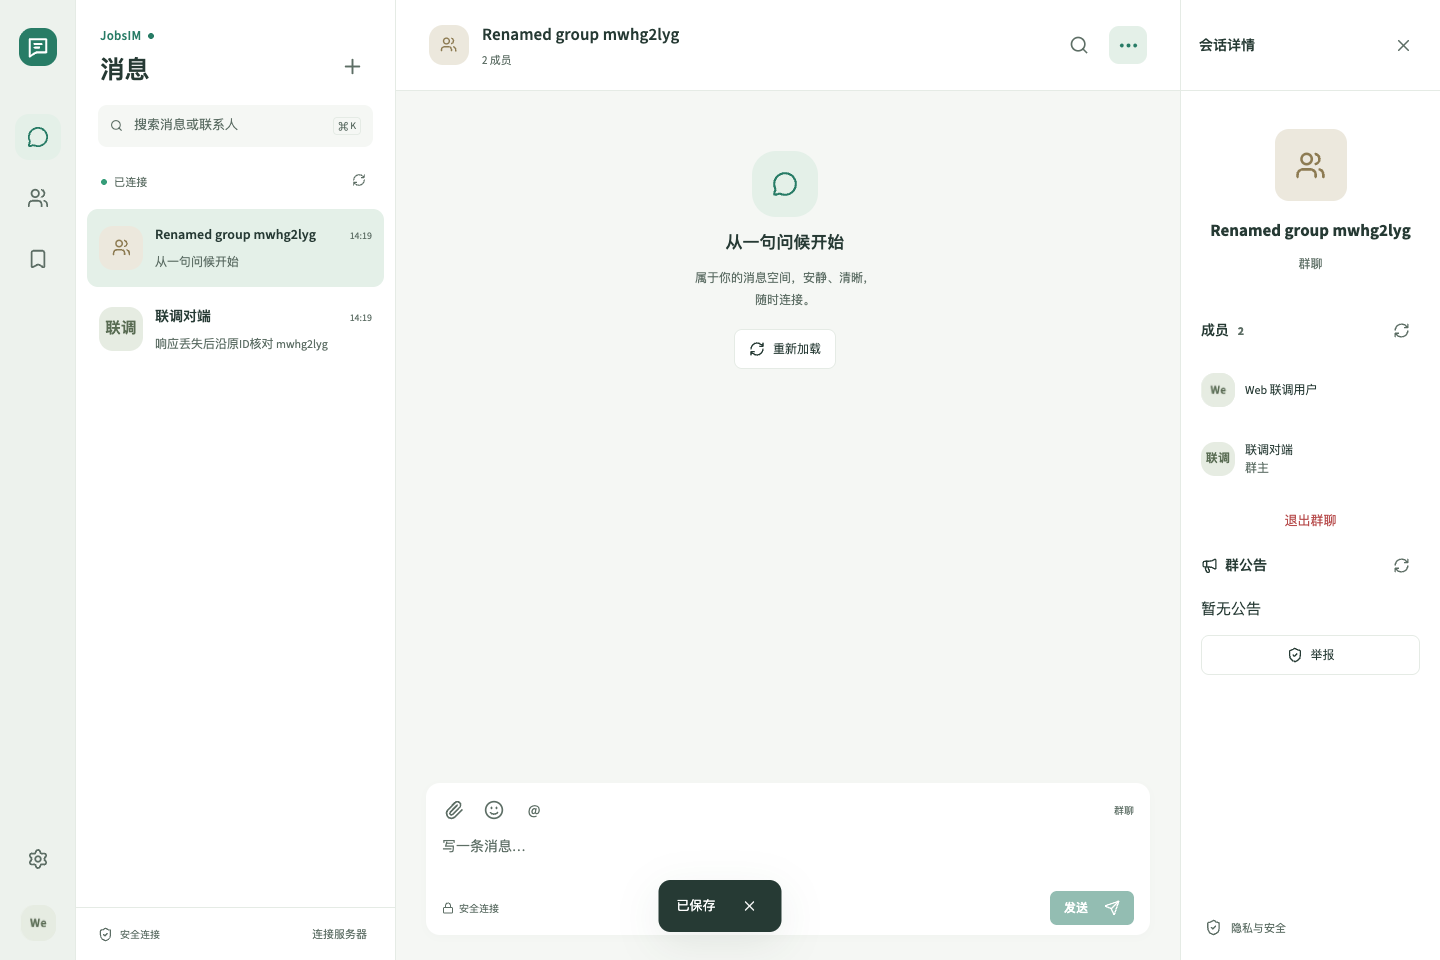 JobsIM
消息
搜索消息或联系人
⌘K
已连接
Renamed group mwhg2lyg
14:19
从一句问候开始
联调
联调对端
14:19
响应丢失后沿原ID核对 mwhg2lyg
We
安全连接
连接服务器
Renamed group mwhg2lyg
2 成员
从一句问候开始
属于你的消息空间，安静、清晰，
随时连接。
重新加载
@
群聊
写一条消息…
安全连接
已保存
发送
会话详情
Renamed group mwhg2lyg
群聊
成员 2
We
Web 联调用户
联调
联调对端
群主
退出群聊
群公告
暂无公告
举报
隐私与安全